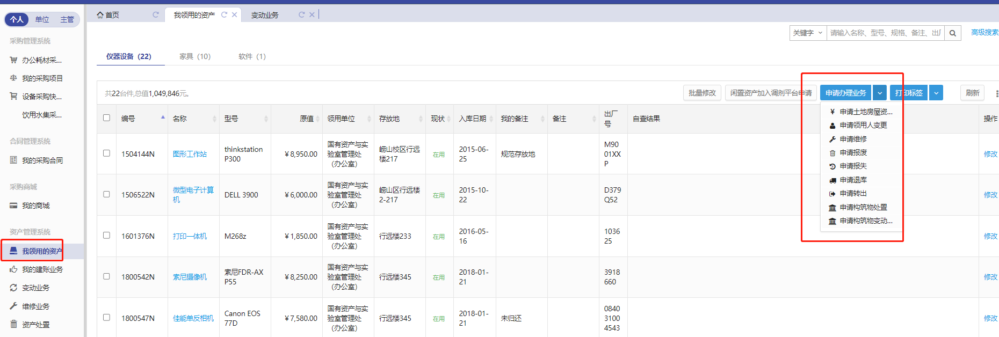 首页
我领用的资产
变动业务
个人 单位 主管
采购管理系统
办公耗材采...
我的采购项目
设备采购快...
饮用水集采...
合同管理系统
我的采购合同
采购商城
我的商城
资产管理系统
我领用的资产
我的建账业务
变动业务
维修业务
资产处置
关键字 请输入名称、型号、规格、备注、出厂
高级搜索
仪器设备（22） 家具（10） 软件（1）
共22台件,总值1,049,846元。
批量修改 闲置资产加入调剂平台申请 申请办理业务 打印标签 刷新
¥ 申请土地房屋资...
申请领用人变更
申请维修
申请报废
申请报失
申请退库
申请转出
申请构筑物处置
申请构筑物变动...
编号 名称 型号 原值 领用单位 存放地 现状 入库日期 我的备注 备注 出厂号 自查结果 操作
1504144N 图形工作站 thinkstation P300 ¥8,950.00 国有资产与实验室管理处（办公室） 崂山校区行远楼217 在用 2015-06-25 规范存放地 M9001XXP 修改
1506522N 微型电子计算机 DELL 3900 ¥6,000.00 国有资产与实验室管理处（办公室） 崂山区行远楼2-217 在用 2015-10-22 D379Q52 修改
1601376N 打印一体机 M268z ¥1,850.00 国有资产与实验室管理处（办公室） 行远楼233 在用 2016-05-16 103625 修改
1800542N 索尼摄像机 索尼FDR-AXP55 ¥8,250.00 国有资产与实验室管理处（办公室） 行远楼345 在用 2018-01-21 3918660 修改
1800547N 佳能单反相机 Canon EOS 77D ¥7,580.00 国有资产与实验室管理处（办公室） 行远楼345 在用 2018-01-21 未归还 084031004543 修改